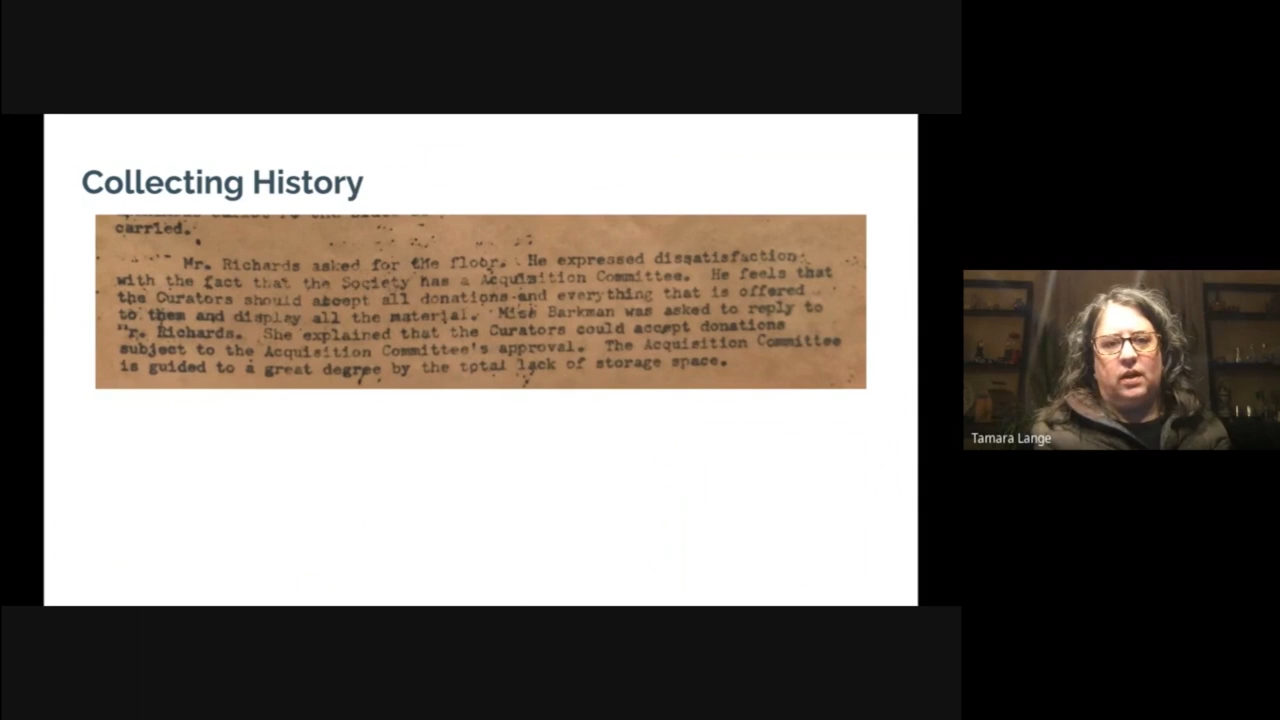 Collecting History
carried.
Mr. Richards asked for the floor. He expressed dissatisfaction
with the fact that the Society has a Acquisition Committee. He feels that
the Curators should accept all donations and everything that is offered
to them and display all the material. Miss Barkman was asked to reply to
"r. Richards. She explained that the Curators could accept donations
subject to the Acquisition Committee's approval. The Acquisition Committee
is guided to a great degree by the total lack of storage space.
Tamara Lange